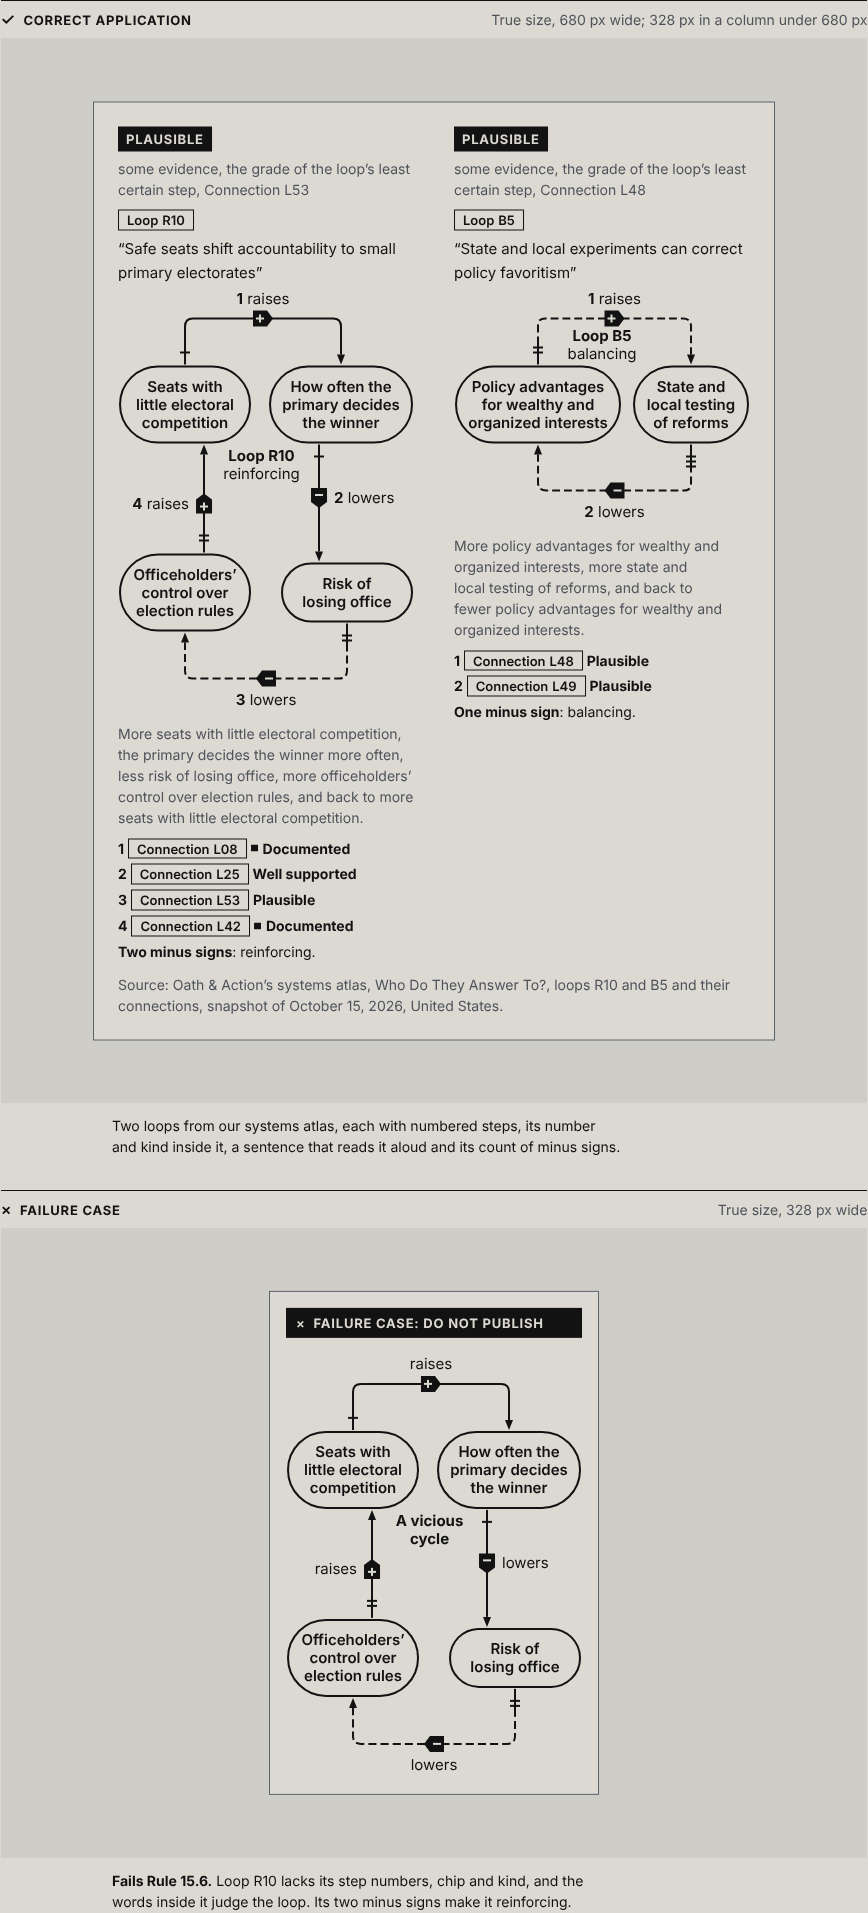 ✓ CORRECT APPLICATION
True size, 680 px wide; 328 px in a column under 680 px
PLAUSIBLE
some evidence, the grade of the loop’s least
certain step, Connection L53
Loop R10
“Safe seats shift accountability to small
primary electorates”
1 raises
+
Seats with
little electoral
competition
How often the
primary decides
the winner
Loop R10
reinforcing
4 raises
+
−
2 lowers
Officeholders’
control over
election rules
Risk of
losing office
−
3 lowers
More seats with little electoral competition,
the primary decides the winner more often,
less risk of losing office, more officeholders’
control over election rules, and back to more
seats with little electoral competition.
1 Connection L08 ■ Documented
2 Connection L25 Well supported
3 Connection L53 Plausible
4 Connection L42 ■ Documented
Two minus signs: reinforcing.
PLAUSIBLE
some evidence, the grade of the loop’s least
certain step, Connection L48
Loop B5
“State and local experiments can correct
policy favoritism”
1 raises
+
Loop B5
balancing
Policy advantages
for wealthy and
organized interests
State and
local testing
of reforms
−
2 lowers
More policy advantages for wealthy and
organized interests, more state and
local testing of reforms, and back to
fewer policy advantages for wealthy and
organized interests.
1 Connection L48 Plausible
2 Connection L49 Plausible
One minus sign: balancing.
Source: Oath & Action’s systems atlas, Who Do They Answer To?, loops R10 and B5 and their
connections, snapshot of October 15, 2026, United States.
Two loops from our systems atlas, each with numbered steps, its number
and kind inside it, a sentence that reads it aloud and its count of minus signs.
× FAILURE CASE
True size, 328 px wide
× FAILURE CASE: DO NOT PUBLISH
raises
+
Seats with
little electoral
competition
How often the
primary decides
the winner
A vicious
cycle
raises
+
−
lowers
Officeholders’
control over
election rules
Risk of
losing office
−
lowers
Fails Rule 15.6. Loop R10 lacks its step numbers, chip and kind, and the
words inside it judge the loop. Its two minus signs make it reinforcing.